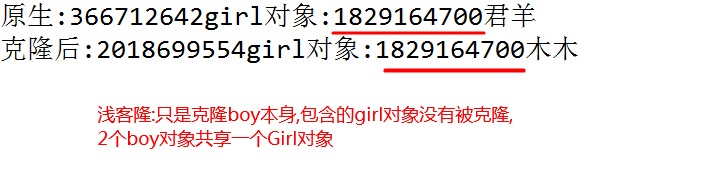 原生:366712642girl对象:1829164700君羊
克隆后:2018699554girl对象:1829164700木木
浅客隆:只是克隆boy本身,包含的girl对象没有被克隆,
2个boy对象共享一个Girl对象